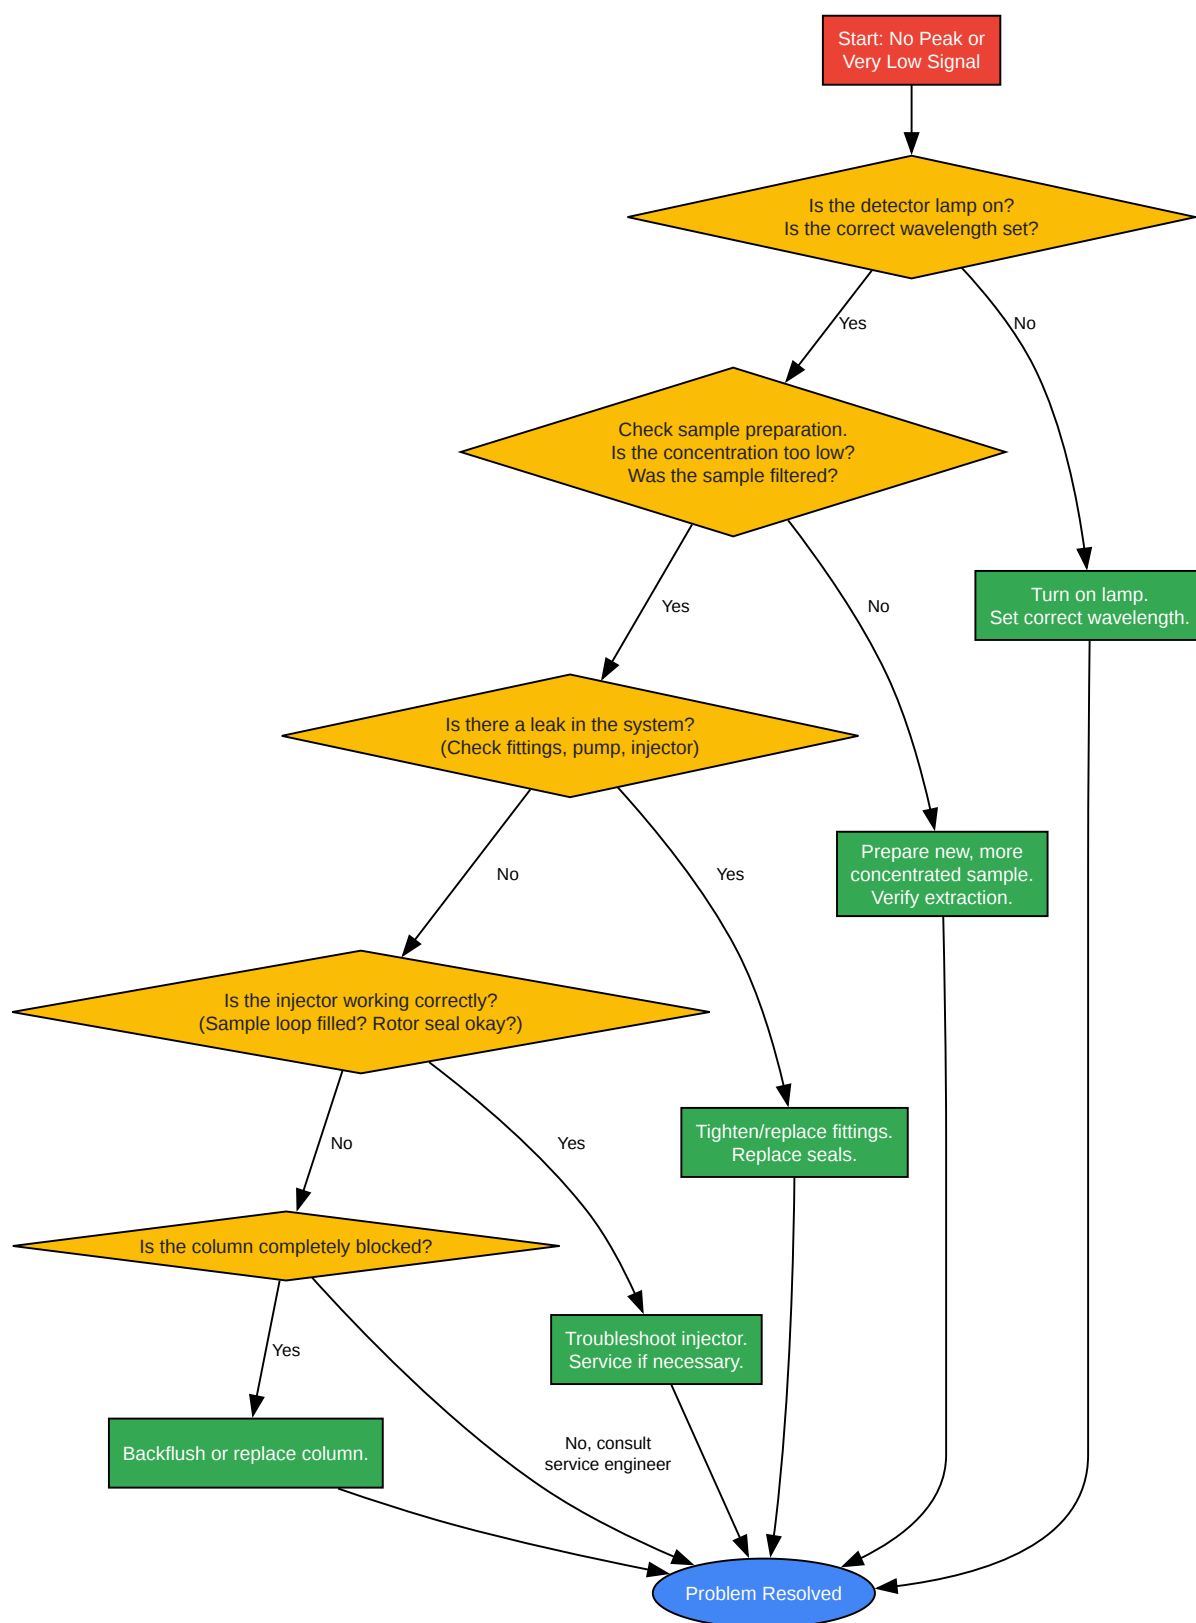 Start: No Peak or
Very Low Signal
Is the detector lamp on?
Is the correct wavelength set?
Yes
No
Check sample preparation.
Is the concentration too low?
Was the sample filtered?
Yes
No
Turn on lamp.
Set correct wavelength.
Is there a leak in the system?
(Check fittings, pump, injector)
No
Yes
Prepare new, more
concentrated sample.
Verify extraction.
Is the injector working correctly?
(Sample loop filled? Rotor seal okay?)
No
Yes
Tighten/replace fittings.
Replace seals.
Is the column completely blocked?
Yes
Troubleshoot injector.
Service if necessary.
No, consult
service engineer
Backflush or replace column.
Problem Resolved